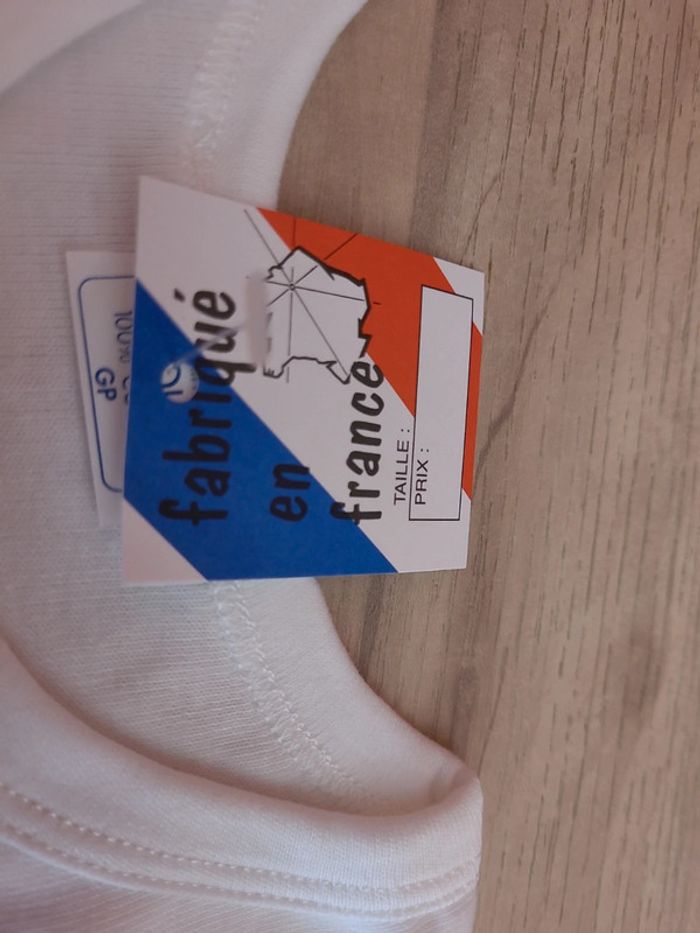 fabriqué
en
france
TAILLE :
PRIX :
100%
GP